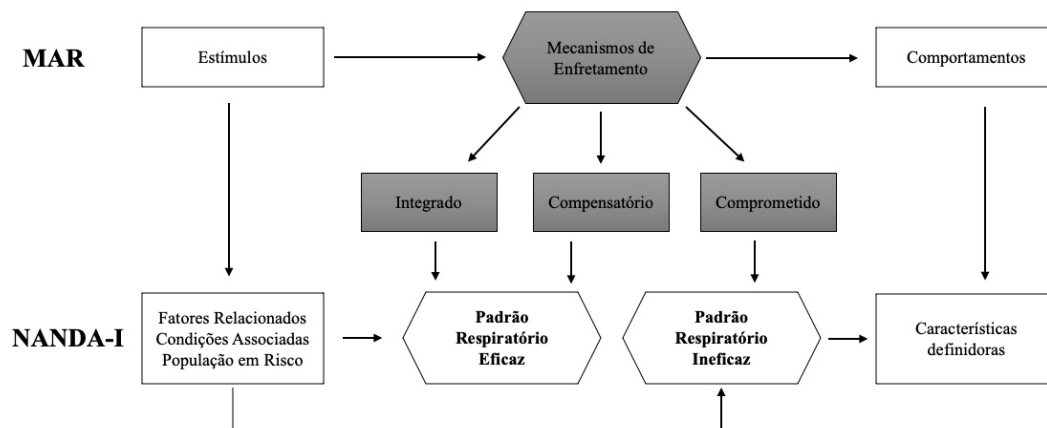 MAR
Estímulos
Mecanismos de
Enfretamento
Comportamentos
Integrado
Compensatório
Comprometido
NANDA-I
Fatores Relacionados
Condições Associadas
População em Risco
Padrão
Respiratório
Eficaz
Padrão
Respiratório
Ineficaz
Características
definidoras